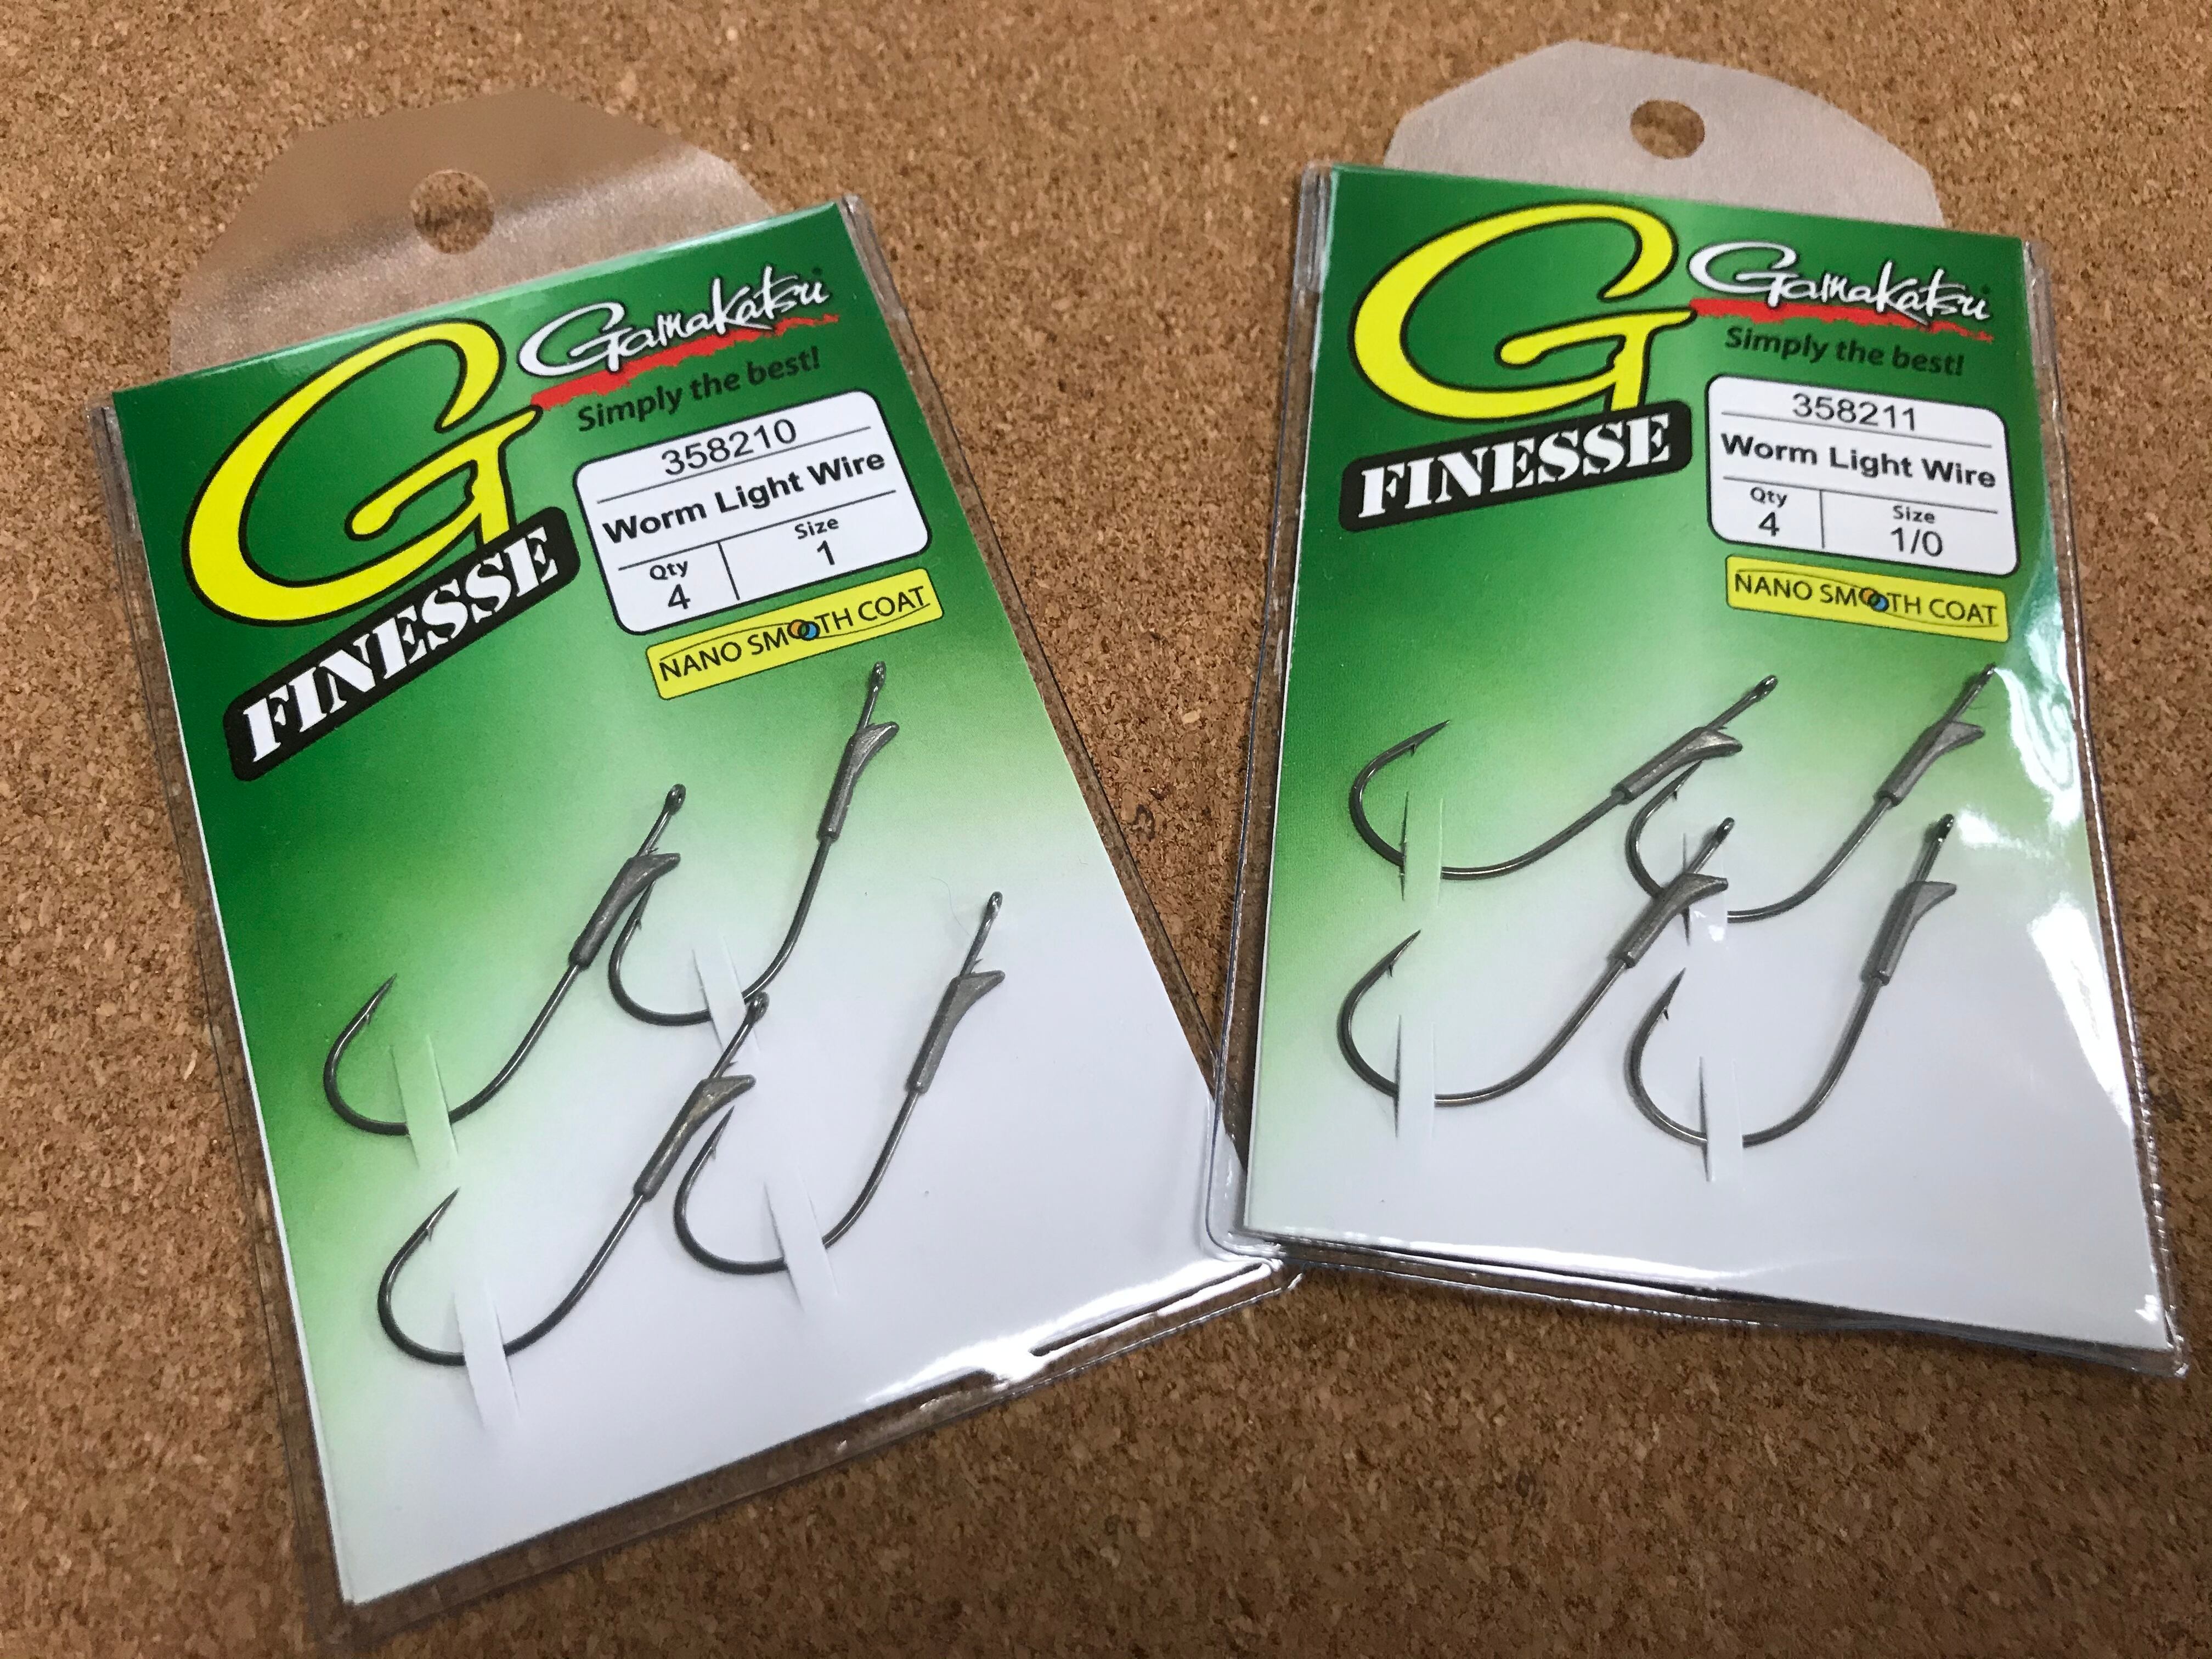 G
Gamakatsu
Simply the best!
FINESSE
358210
Worm Light Wire
Qty
4
Size
1
NANO SMOOTH COAT
G
Gamakatsu
Simply the best!
FINESSE
358211
Worm Light Wire
Qty
4
Size
1/0
NANO SMOOTH COAT